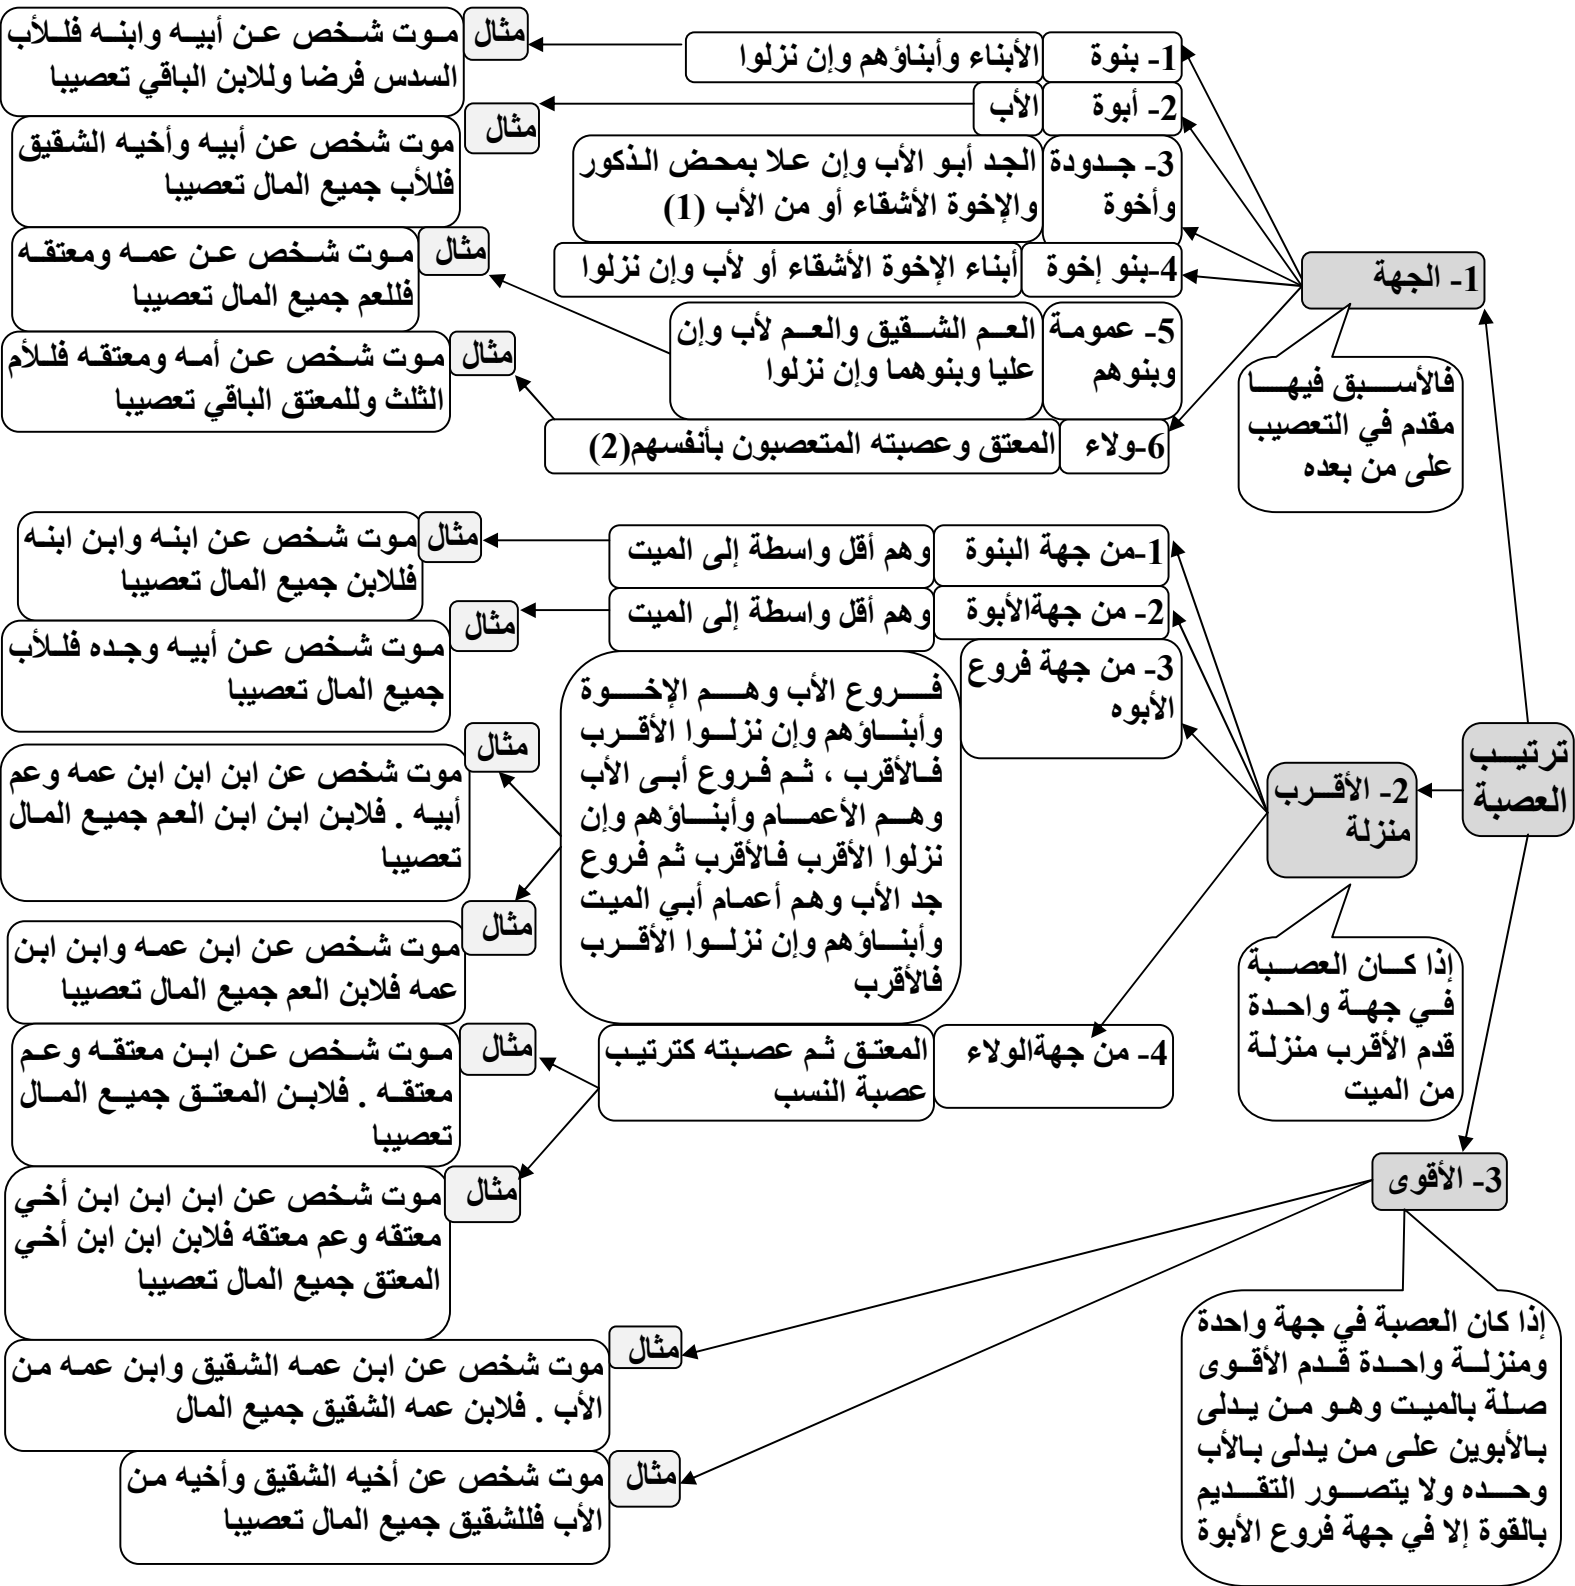 ترتيب
العصبة
1- الجهة
فالأسبق فيها
مقدم في التعصيب
على من بعده
1- بنوة
الأبناء وأبناؤهم وإن نزلوا
مثال
موت شخص عن أبيه وابنه فللأب
السدس فرضا وللابن الباقي تعصيبا
2- أبوة
الأب
مثال
موت شخص عن أبيه وأخيه الشقيق
فللأب جميع المال تعصيبا
3- جدودة
وأخوة
الجد أبو الأب وإن علا بمحض الذكور
والإخوة الأشقاء أو من الأب (1)
4-بنو إخوة
أبناء الإخوة الأشقاء أو لأب وإن نزلوا
5- عمومة
وبنوهم
العم الشقيق والعم لأب وإن
عليا وبنوهما وإن نزلوا
مثال
موت شخص عن عمه ومعتقه
فللعم جميع المال تعصيبا
6-ولاء
المعتق وعصبته المتعصبون بأنفسهم(2)
مثال
موت شخص عن أمه ومعتقه فللأم
الثلث وللمعتق الباقي تعصيبا
2- الأقرب
منزلة
إذا كان العصبة
في جهة واحدة
قدم الأقرب منزلة
من الميت
1-من جهة البنوة
وهم أقل واسطة إلى الميت
مثال
موت شخص عن ابنه وابن ابنه
فللابن جميع المال تعصيبا
2- من جهةالأبوة
وهم أقل واسطة إلى الميت
مثال
موت شخص عن أبيه وجده فللأب
جميع المال تعصيبا
3- من جهة فروع
الأبوه
فروع الأب وهم الإخوة
وأبناؤهم وإن نزلوا الأقرب
فالأقرب ، ثم فروع أبى الأب
وهم الأعمام وأبناؤهم وإن
نزلوا الأقرب فالأقرب ثم فروع
جد الأب وهم أعمام أبي الميت
وأبناؤهم وإن نزلوا الأقرب
فالأقرب
مثال
موت شخص عن ابن ابن ابن عمه وعم
أبيه . فلابن ابن ابن العم جميع المال
تعصيبا
مثال
موت شخص عن ابن عمه وابن ابن
عمه فلابن العم جميع المال تعصيبا
4- من جهةالولاء
المعتق ثم عصبته كترتيب
عصبة النسب
مثال
موت شخص عن ابن معتقه وعم
معتقه . فلابن المعتق جميع المال
تعصيبا
مثال
موت شخص عن ابن ابن ابن أخي
معتقه وعم معتقه فلابن ابن ابن أخي
المعتق جميع المال تعصيبا
3- الأقوى
إذا كان العصبة في جهة واحدة
ومنزلة واحدة قدم الأقوى
صلة بالميت وهو من يدلى
بالأبوين على من يدلى بالأب
وحده ولا يتصور التقديم
بالقوة إلا في جهة فروع الأبوة
مثال
موت شخص عن ابن عمه الشقيق وابن عمه من
الأب . فلابن عمه الشقيق جميع المال
مثال
موت شخص عن أخيه الشقيق وأخيه من
الأب فللشقيق جميع المال تعصيبا